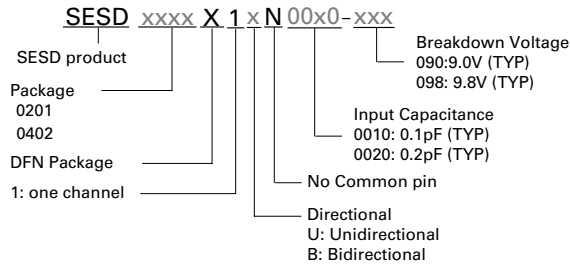 SESD xxxx X 1 x N 00x0-xxx
SESD product
Package
0201
0402
DFN Package
1: one channel
Breakdown Voltage
090:9.0V (TYP)
098: 9.8V (TYP)
Input Capacitance
0010: 0.1pF (TYP)
0020: 0.2pF (TYP)
No Common pin
Directional
U: Unidirectional
B: Bidirectional